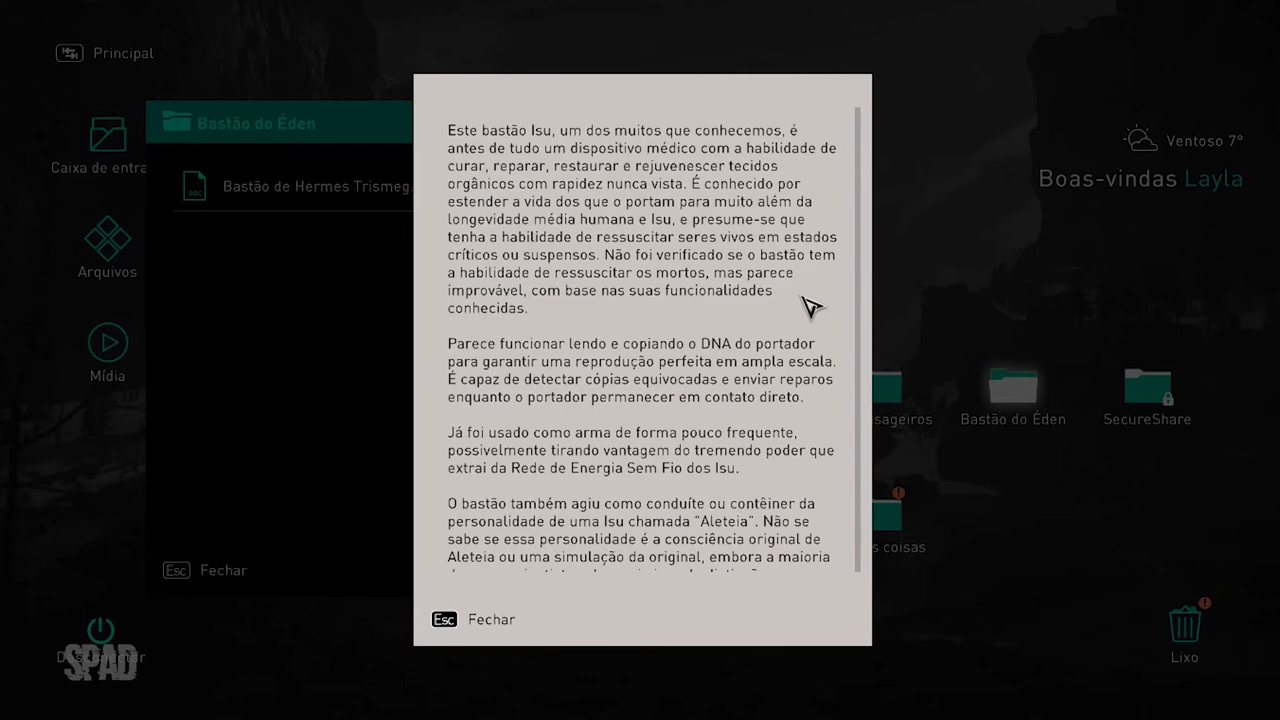 Principal
Caixa de entra
Arquivos
Mídia
Bastão do Éden
Bastão de Hermes Trismeg.
Esc Fechar
Este bastão Isu, um dos muitos que conhecemos, é
antes de tudo um dispositivo médico com a habilidade de
curar, reparar, restaurar e rejuvenescer tecidos
orgânicos com rapidez nunca vista. É conhecido por
estender a vida dos que o portam para muito além da
longevidade média humana e Isu, e presume-se que
tenha a habilidade de ressuscitar seres vivos em estados
críticos ou suspensos. Não foi verificado se o bastão tem
a habilidade de ressuscitar os mortos, mas parece
improvável, com base nas suas funcionalidades
conhecidas.
Parece funcionar lendo e copiando o DNA do portador
para garantir uma reprodução perfeita em ampla escala.
É capaz de detectar cópias equivocadas e enviar reparos
enquanto o portador permanecer em contato direto.
Já foi usado como arma de forma pouco frequente,
possivelmente tirando vantagem do tremendo poder que
extrai da Rede de Energia Sem Fio dos Isu.
O bastão também agiu como conduíte ou contêiner da
personalidade de uma Isu chamada "Aleteia". Não se
sabe se essa personalidade é a consciência original de
Aleteia ou uma simulação da original, embora a maioria
Esc Fechar
Ventoso 7°
Boas-vindas Layla
sageiros
Bastão do Éden
SecureShare
s coisas
Lixo
SPAD